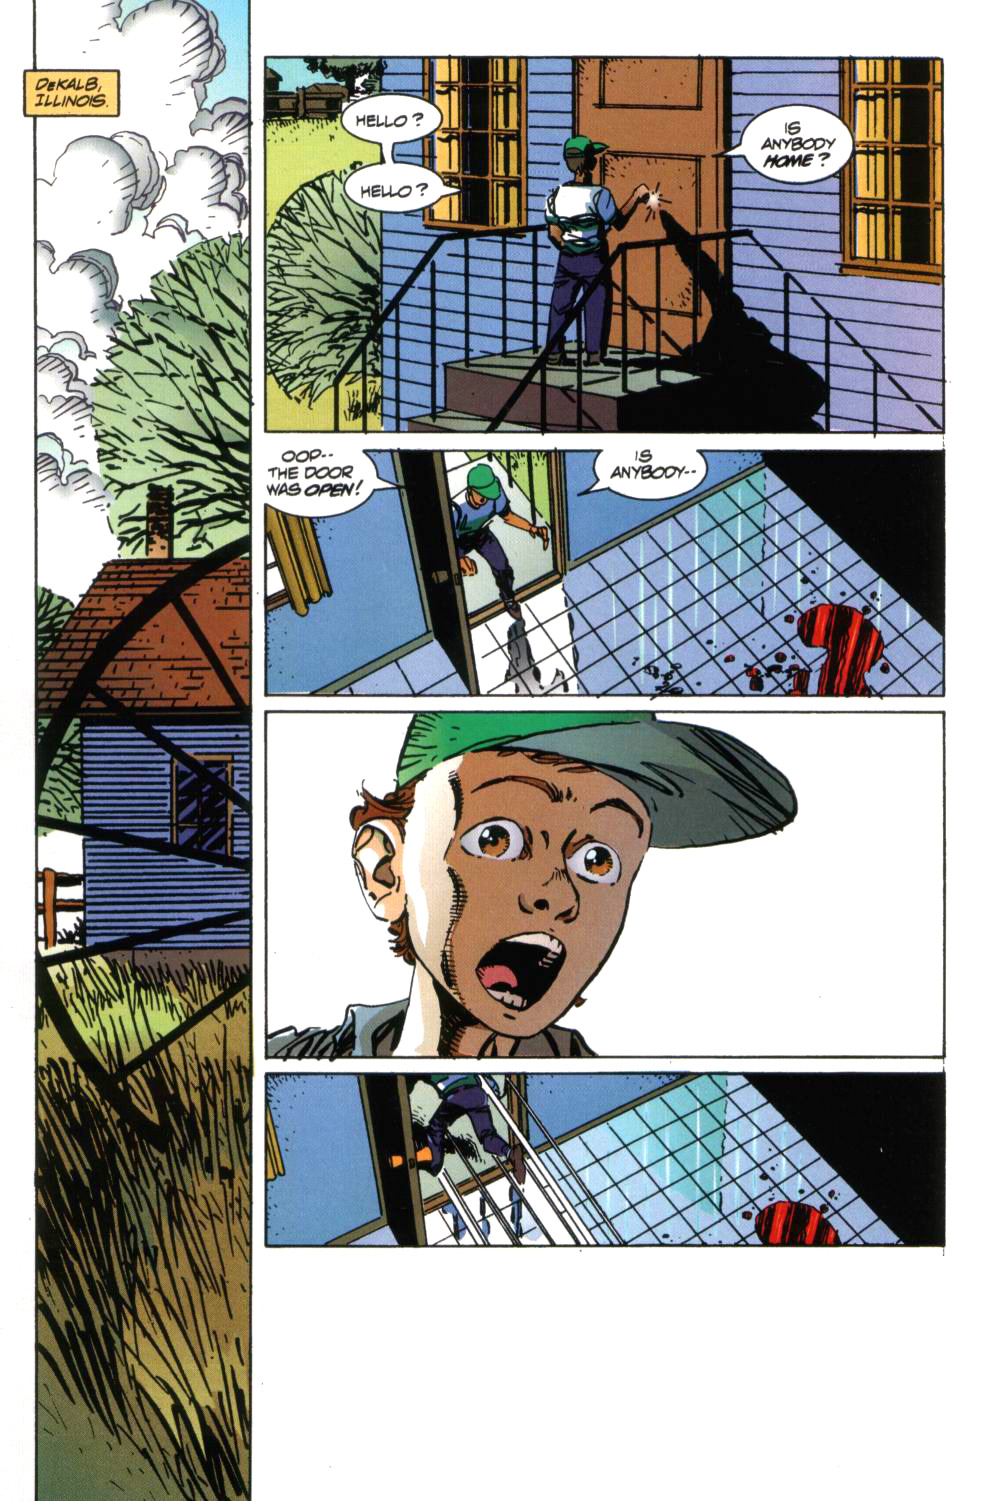 DeKALB,
ILLINOIS.
HELLO?
HELLO?
IS
ANYBODY
HOME?
OOP--
THE DOOR
WAS OPEN!
IS
ANYBODY--